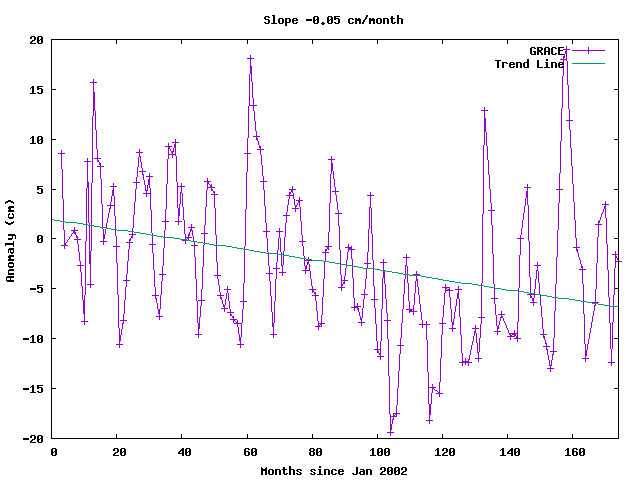 Slope -0.05 cm/month
GRACE
Trend Line
20
15
10
5
0
-5
-10
-15
-20
Anomaly (cm)
0 20 40 60 80 100 120 140 160
Months since Jan 2002